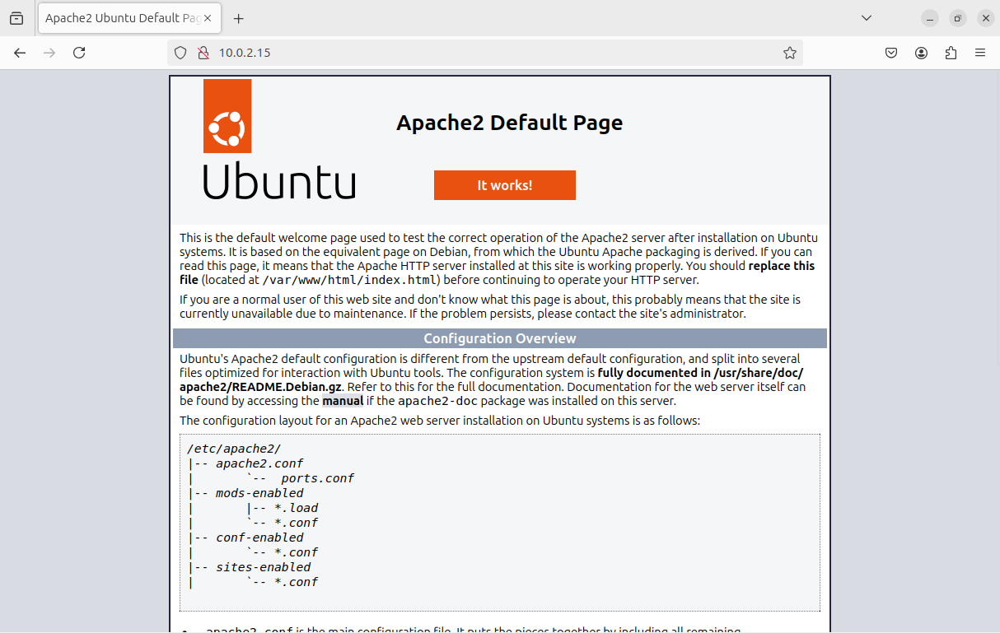 Apache2 Ubuntu Default Pag
10.0.2.15
Apache2 Default Page
Ubuntu
It works!
This is the default welcome page used to test the correct operation of the Apache2 server after installation on Ubuntu
systems. It is based on the equivalent page on Debian, from which the Ubuntu Apache packaging is derived. If you can
read this page, it means that the Apache HTTP server installed at this site is working properly. You should replace this
file (located at /var/www/html/index.html) before continuing to operate your HTTP server.
If you are a normal user of this web site and don't know what this page is about, this probably means that the site is
currently unavailable due to maintenance. If the problem persists, please contact the site's administrator.
Configuration Overview
Ubuntu's Apache2 default configuration is different from the upstream default configuration, and split into several
files optimized for interaction with Ubuntu tools. The configuration system is fully documented in /usr/share/doc/
apache2/README.Debian.gz. Refer to this for the full documentation. Documentation for the web server itself can
be found by accessing the manual if the apache2-doc package was installed on this server.
The configuration layout for an Apache2 web server installation on Ubuntu systems is as follows:
/etc/apache2/
|-- apache2.conf
|       `--  ports.conf
|-- mods-enabled
|       |-- *.load
|       `-- *.conf
|-- conf-enabled
|       `-- *.conf
|-- sites-enabled
|       `-- *.conf
• apache2.conf is the main configuration file. It puts the pieces together by including all remaining